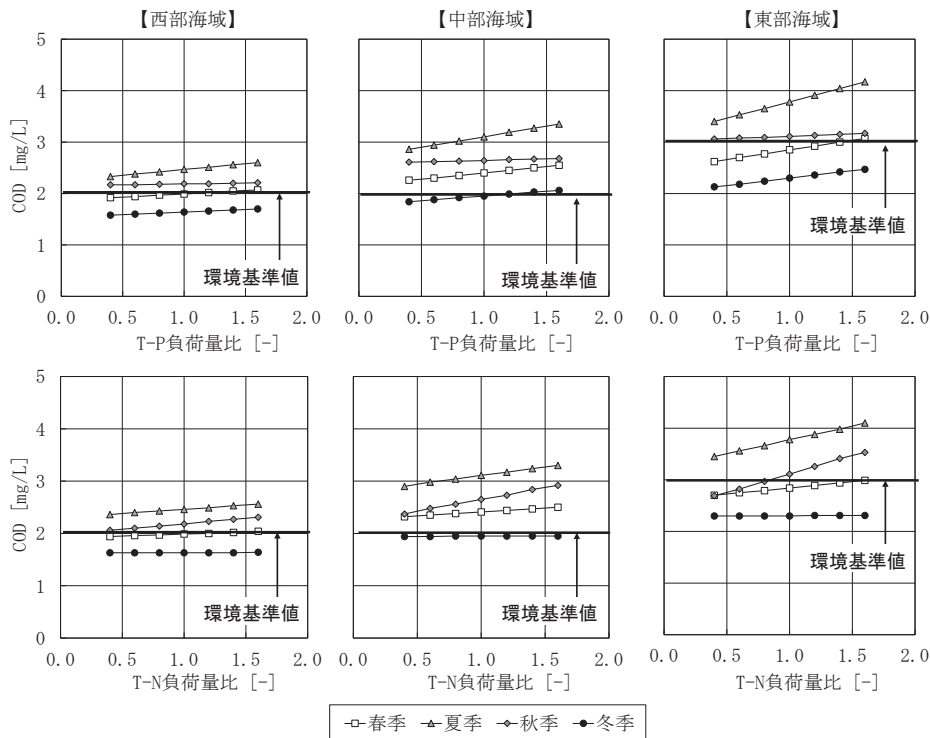 【西部海域】 【中部海域】 【東部海域】
COD [mg/L]
5
4
3
2
1
0
環境基準値 環境基準値 環境基準値
0.0 0.5 1.0 1.5 2.0 0.0 0.5 1.0 1.5 2.0 0.0 0.5 1.0 1.5 2.0
T-P負荷量比 [-] T-P負荷量比 [-] T-P負荷量比 [-]
COD [mg/L]
5
4
3
2
1
0
環境基準値 環境基準値 環境基準値
0.0 0.5 1.0 1.5 2.0 0.0 0.5 1.0 1.5 2.0 0.0 0.5 1.0 1.5 2.0
T-N負荷量比 [-] T-N負荷量比 [-] T-N負荷量比 [-]
春季 夏季 秋季 冬季